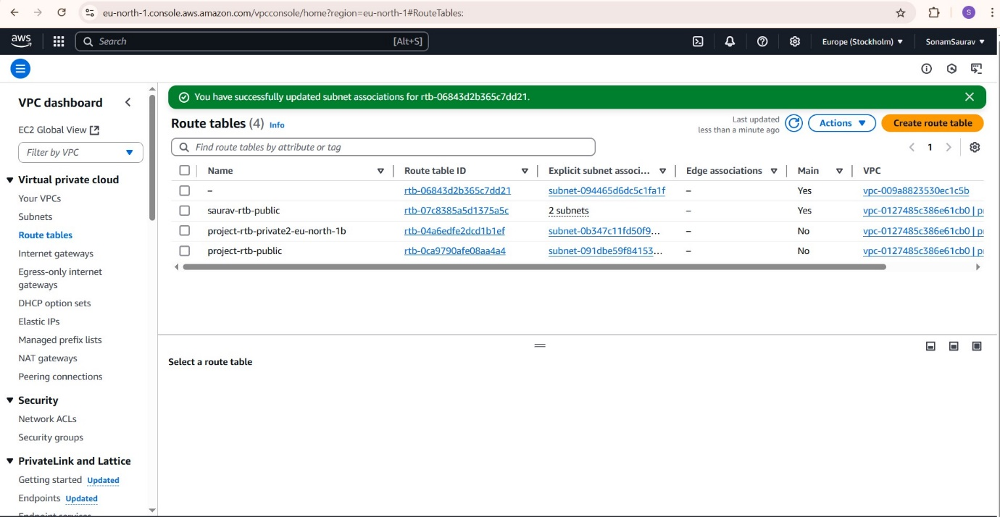 eu-north-1.console.aws.amazon.com/vpcconsole/home?region=eu-north-1#RouteTables:
S
aws
Search [Alt+S]
Europe (Stockholm)
SonamSaurav
VPC dashboard
EC2 Global View
Filter by VPC
Virtual private cloud
Your VPCs
Subnets
Route tables
Internet gateways
Egress-only internet
gateways
DHCP option sets
Elastic IPs
Managed prefix lists
NAT gateways
Peering connections
Security
Network ACLs
Security groups
PrivateLink and Lattice
Getting started Updated
Endpoints Updated
Endpoint services
You have successfully updated subnet associations for rtb-06843d2b365c7dd21.
Route tables (4) Info
Last updated
less than a minute ago
Actions
Create route table
Find route tables by attribute or tag
1
Name Route table ID Explicit subnet associ... Edge associations Main VPC
– rtb-06843d2b365c7dd21 subnet-094465d6dc5c1fa1f – Yes vpc-009a8823530ec1c5b
saurav-rtb-public rtb-07c8385a5d1375a5c 2 subnets – Yes vpc-0127485c386e61cb0 | p
project-rtb-private2-eu-north-1b rtb-04a6edfe2dcd1b1ef subnet-0b347c11fd50f9... – No vpc-0127485c386e61cb0 | p
project-rtb-public rtb-0ca9790afe08aa4a4 subnet-091dbe59f84153... – No vpc-0127485c386e61cb0 | p
Select a route table